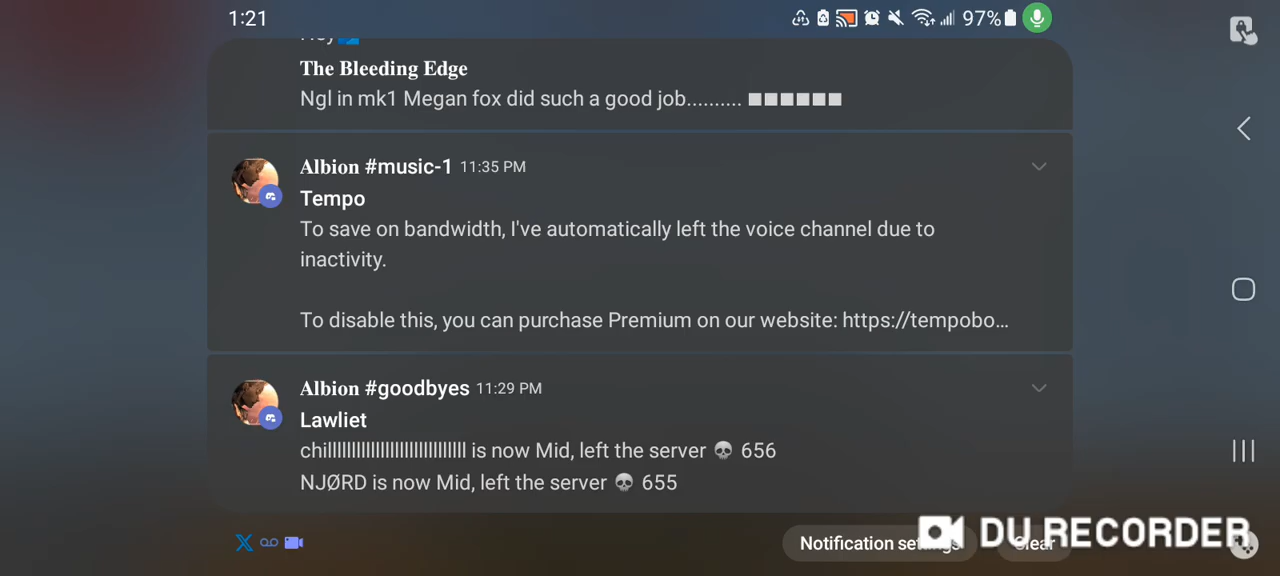 1:21
97%
The Bleeding Edge
Ngl in mk1 Megan fox did such a good job.......... ■■■■■■
Albion #music-1 11:35 PM
Tempo
To save on bandwidth, I've automatically left the voice channel due to
inactivity.
To disable this, you can purchase Premium on our website: https://tempobo…
Albion #goodbyes 11:29 PM
Lawliet
is now Mid, left the server 💀 656
NJØRD is now Mid, left the server 💀 655
Notification
Clear
DU RECORDER